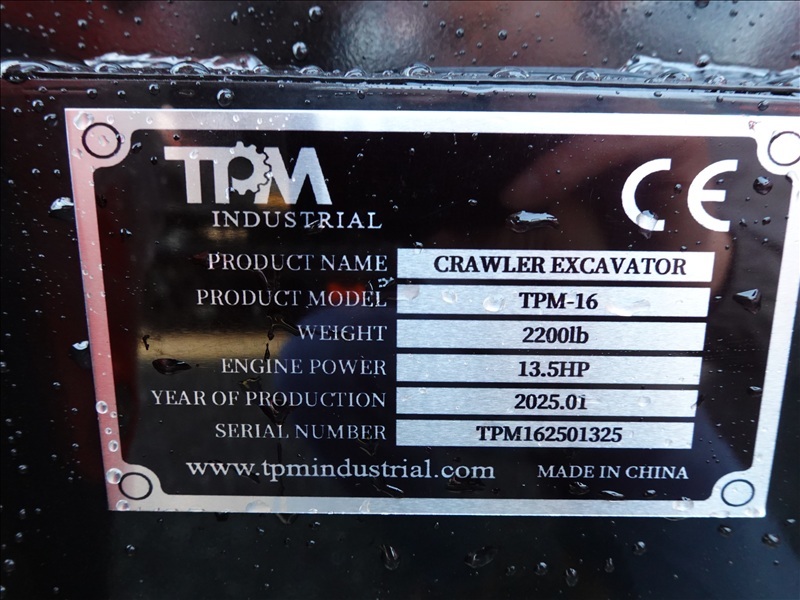 TPM
INDUSTRIAL
CE
PRODUCT NAME CRAWLER EXCAVATOR
PRODUCT MODEL TPM-16
WEIGHT 2200lb
ENGINE POWER 13.5HP
YEAR OF PRODUCTION 2025.01
SERIAL NUMBER TPM162501325
www.tpmindustrial.com MADE IN CHINA